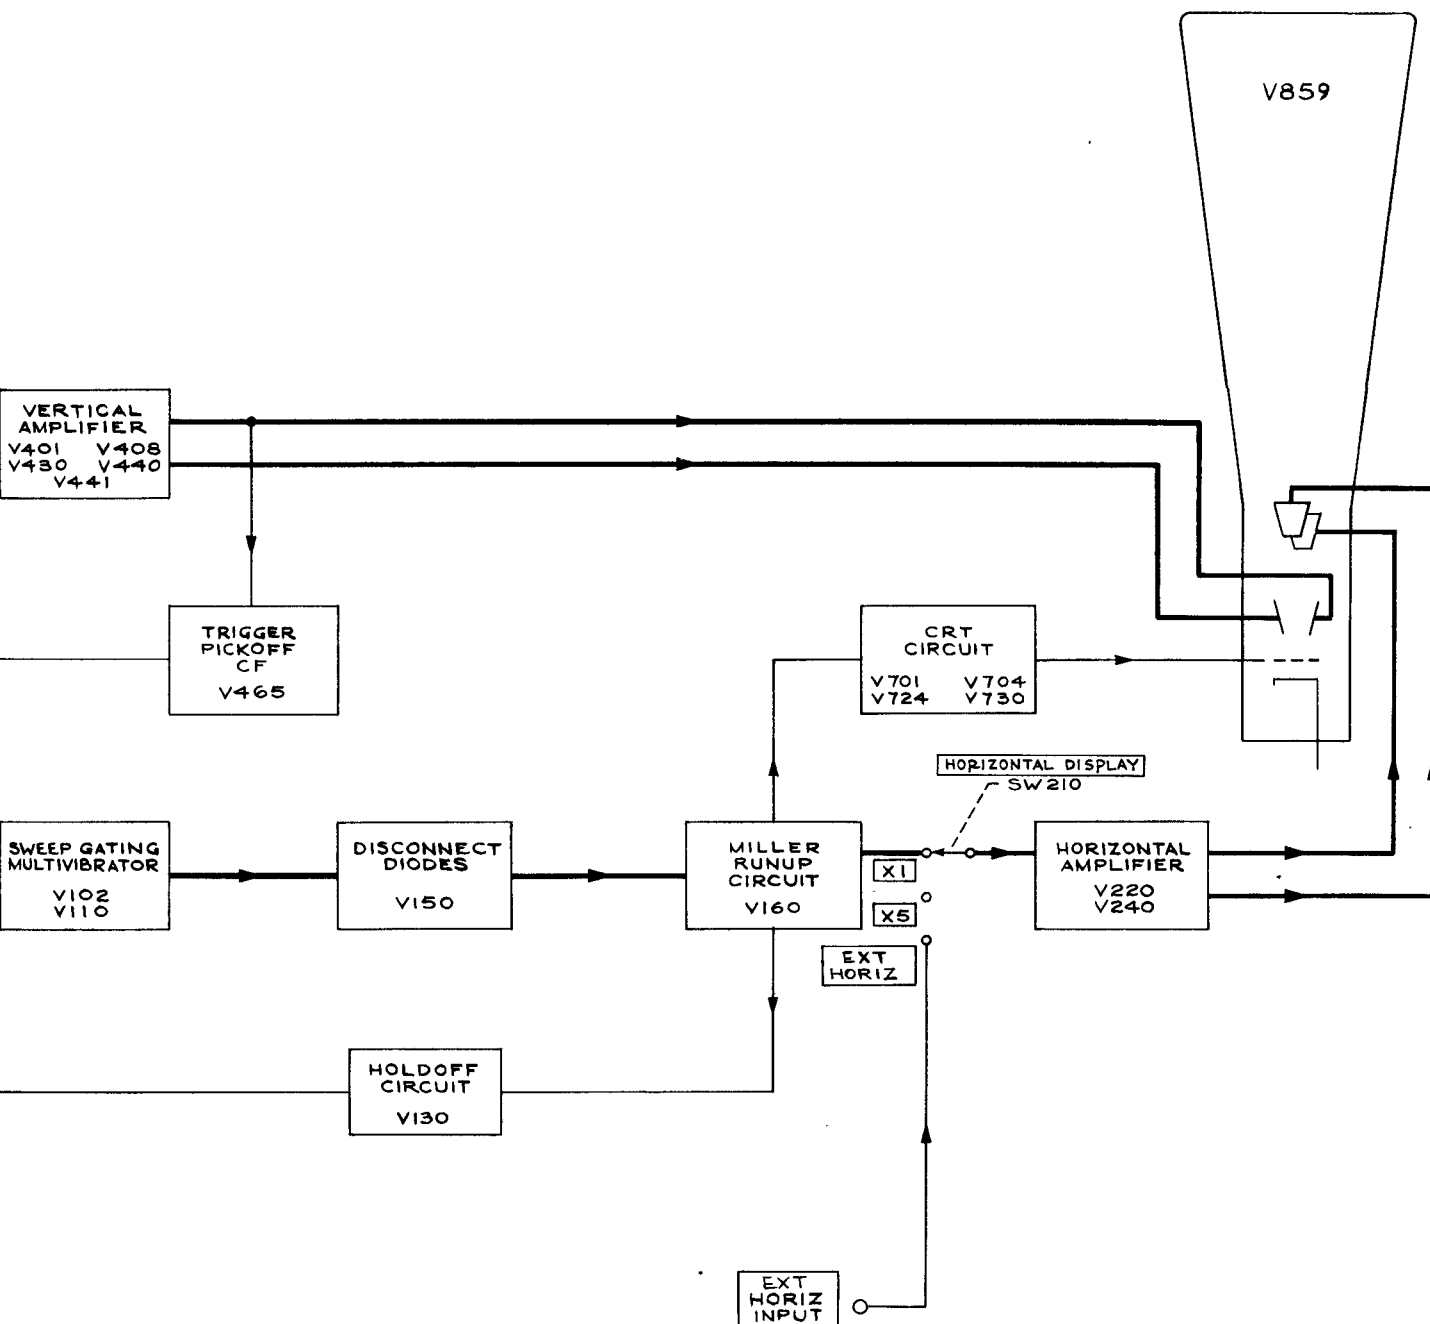 V859
VERTICAL
AMPLIFIER
V401 V408
V430 V440
V441
TRIGGER
PICKOFF
CF
V465
CRT
CIRCUIT
V701 V704
V724 V730
HORIZONTAL DISPLAY
SW210
SWEEP GATING
MULTIVIBRATOR
V102
V110
DISCONNECT
DIODES
V150
MILLER
RUNUP
CIRCUIT
V160
X1
X5
EXT
HORIZ
HORIZONTAL
AMPLIFIER
V220
V240
HOLDOFF
CIRCUIT
V130
EXT
HORIZ
INPUT